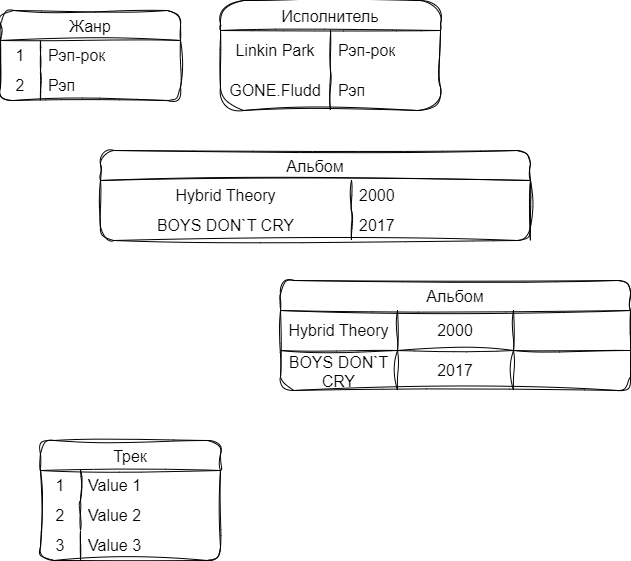 Жанр
1 Рэп-рок
2 Рэп
Исполнитель
Linkin Park Рэп-рок
GONE.Fludd Рэп
Альбом
Hybrid Theory 2000
BOYS DON`T CRY 2017
Альбом
Hybrid Theory 2000
BOYS DON`T
CRY 2017
Трек
1 Value 1
2 Value 2
3 Value 3